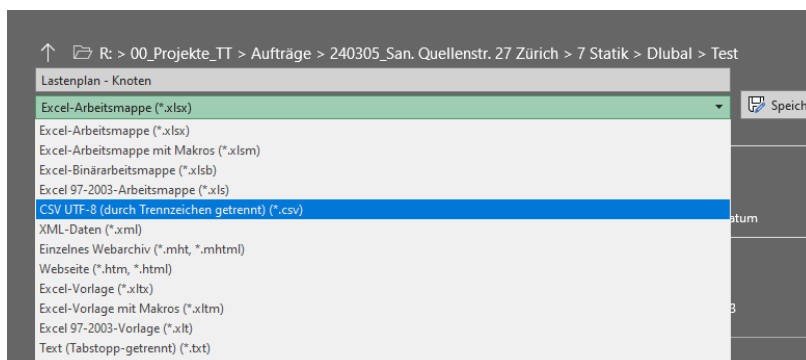 R: > 00_Projekte_TT > Aufträge > 240305_San. Quellenstr. 27 Zürich > 7 Statik > Dlubal > Test
Lastenplan - Knoten
Excel-Arbeitsmappe (*.xlsx)
Speich
Excel-Arbeitsmappe (*.xlsx)
Excel-Arbeitsmappe mit Makros (*.xlsm)
Excel-Binärarbeitsmappe (*.xlsb)
Excel 97-2003-Arbeitsmappe (*.xls)
CSV UTF-8 (durch Trennzeichen getrennt) (*.csv)
atum
XML-Daten (*.xml)
Einzelnes Webarchiv (*.mht, *.mhtml)
Webseite (*.htm, *.html)
Excel-Vorlage (*.xltx)
Excel-Vorlage mit Makros (*.xltm)
3
Excel 97-2003-Vorlage (*.xlt)
Text (Tabstopp-getrennt) (*.txt)